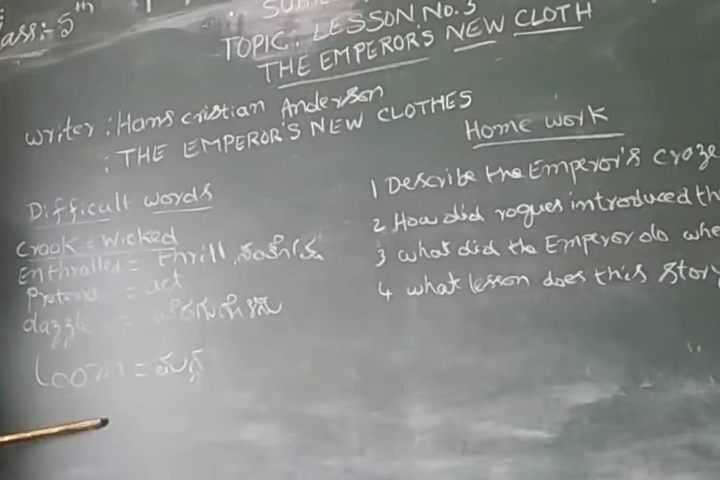 ass:- 5th
TOPIC: LESSON No. 3
THE EMPEROR'S NEW CLOTH
Writer : Hans Cristian Anderson
: THE EMPEROR'S NEW CLOTHES
Difficult words
Crook = Wicked
Enthralled = Thrill
= act
dazzle =
Loom = ಮಗ್ಗ
Home work
1 Describe the Emperor's croze
2 How did rogues introduced th
3 what did the Emperor do whe
4 what lesson does this story